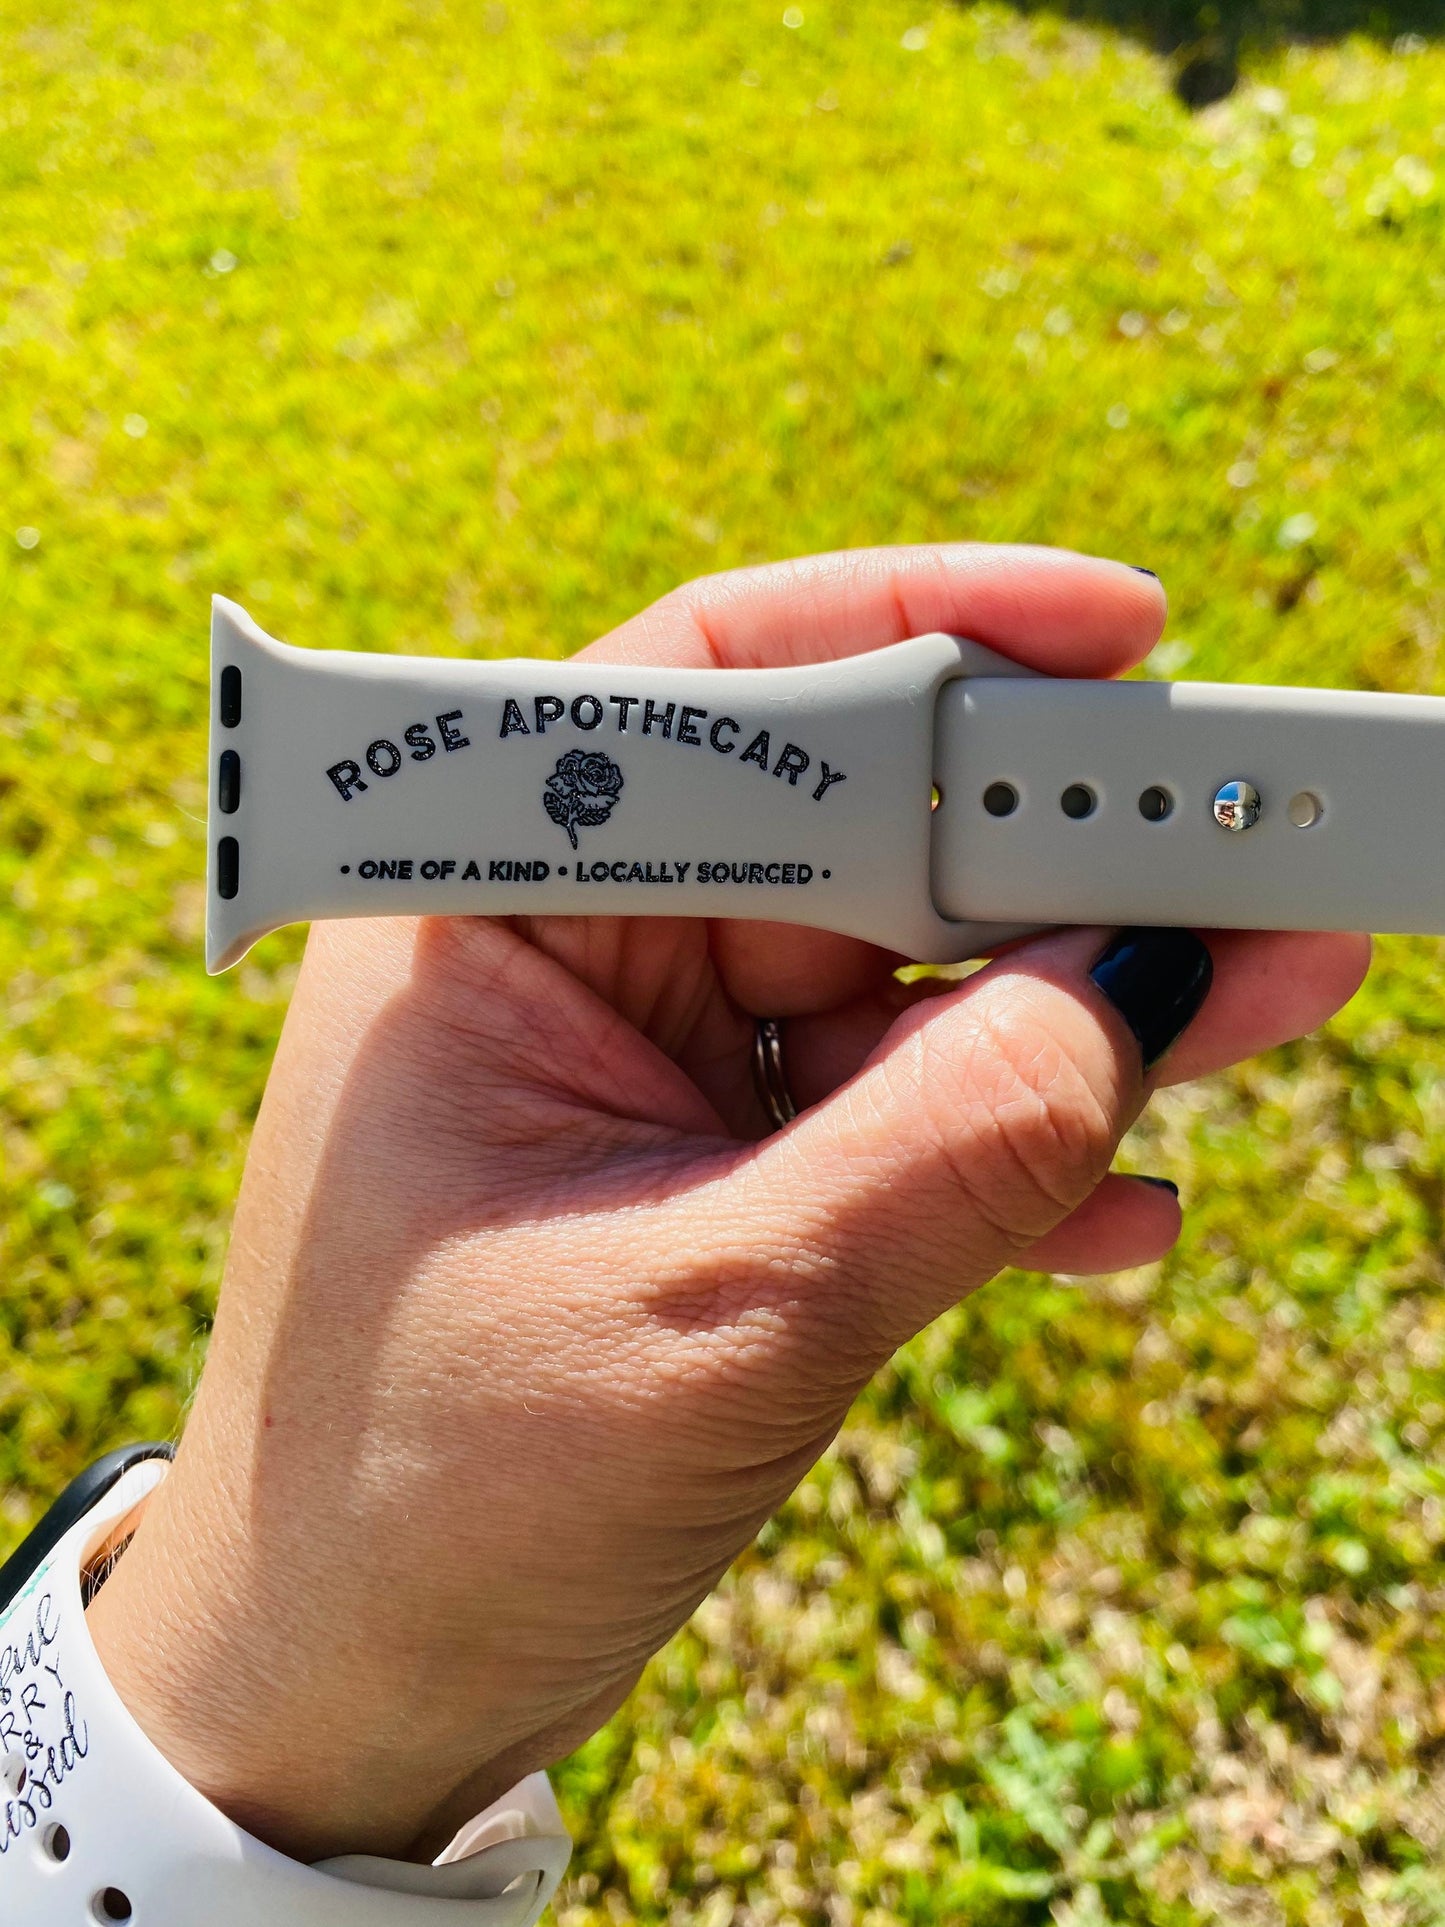 ROSE APOTHECARY
• ONE OF A KIND • LOCALLY SOURCED •
&